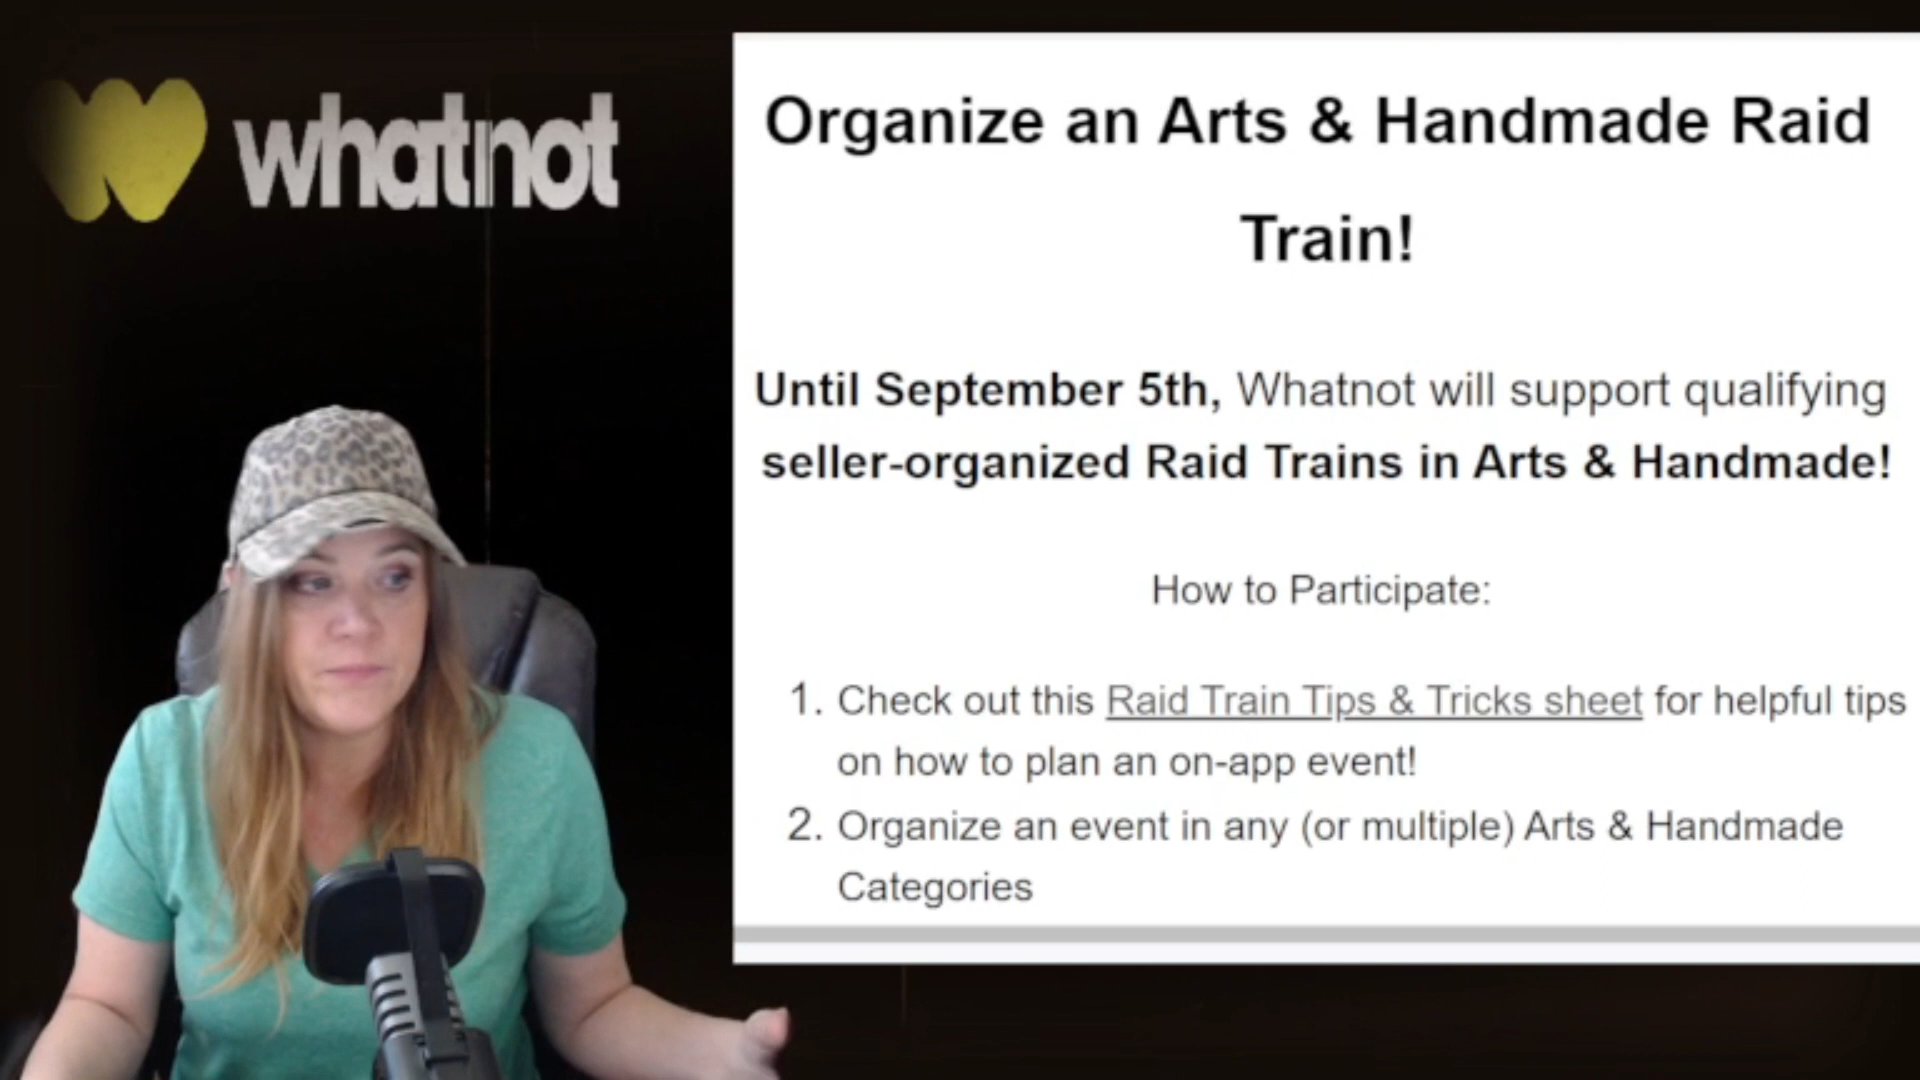 whatnot
Organize an Arts & Handmade Raid
Train!
Until September 5th, Whatnot will support qualifying
seller-organized Raid Trains in Arts & Handmade!
How to Participate:
1. Check out this Raid Train Tips & Tricks sheet for helpful tips
on how to plan an on-app event!
2. Organize an event in any (or multiple) Arts & Handmade
Categories